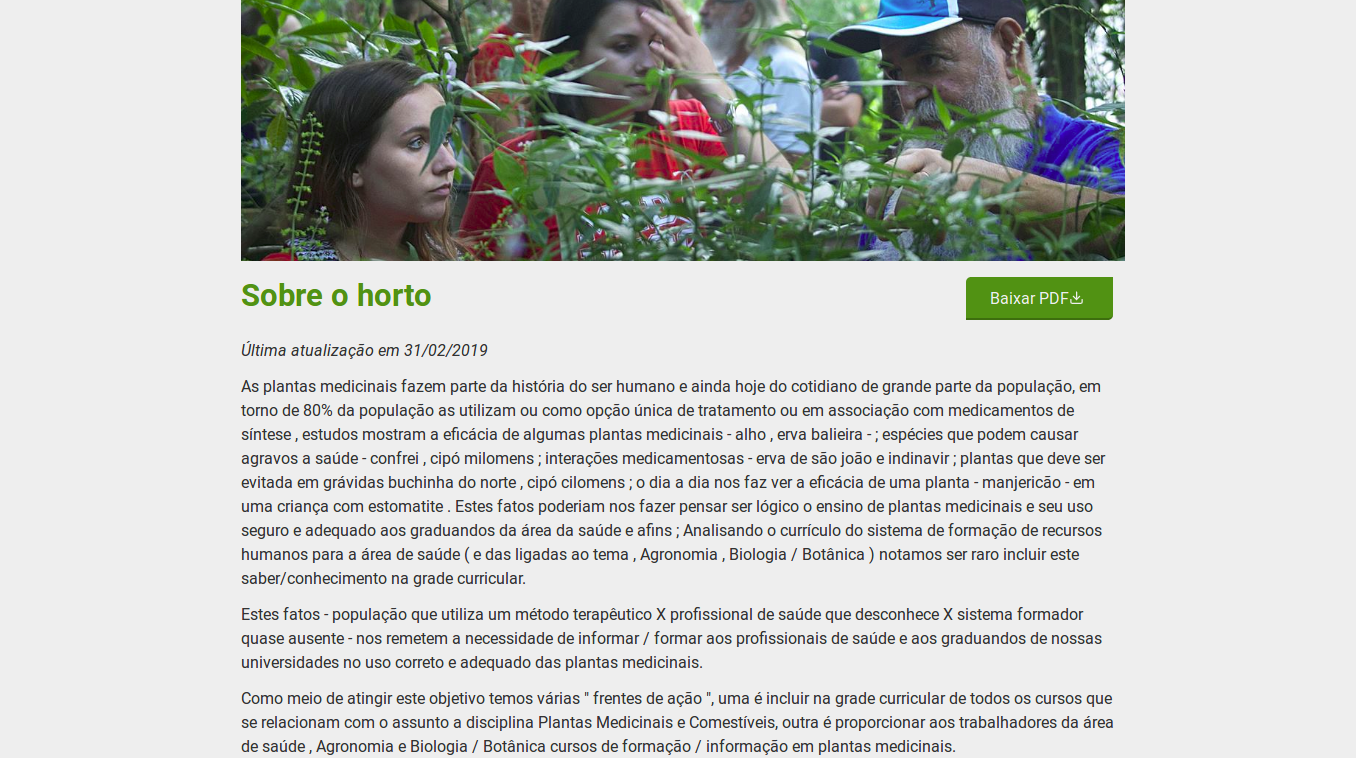 Sobre o horto
Baixar PDF
Última atualização em 31/02/2019
As plantas medicinais fazem parte da história do ser humano e ainda hoje do cotidiano de grande parte da população, em
torno de 80% da população as utilizam ou como opção única de tratamento ou em associação com medicamentos de
síntese , estudos mostram a eficácia de algumas plantas medicinais - alho , erva balieira - ; espécies que podem causar
agravos a saúde - confrei , cipó milomens ; interações medicamentosas - erva de são joão e indinavir ; plantas que deve ser
evitada em grávidas buchinha do norte , cipó cilomens ; o dia a dia nos faz ver a eficácia de uma planta - manjericão - em
uma criança com estomatite . Estes fatos poderiam nos fazer pensar ser lógico o ensino de plantas medicinais e seu uso
seguro e adequado aos graduandos da área da saúde e afins ; Analisando o currículo do sistema de formação de recursos
humanos para a área de saúde ( e das ligadas ao tema , Agronomia , Biologia / Botânica ) notamos ser raro incluir este
saber/conhecimento na grade curricular.
Estes fatos - população que utiliza um método terapêutico X profissional de saúde que desconhece X sistema formador
quase ausente - nos remetem a necessidade de informar / formar aos profissionais de saúde e aos graduandos de nossas
universidades no uso correto e adequado das plantas medicinais.
Como meio de atingir este objetivo temos várias " frentes de ação ", uma é incluir na grade curricular de todos os cursos que
se relacionam com o assunto a disciplina Plantas Medicinais e Comestíveis, outra é proporcionar aos trabalhadores da área
de saúde , Agronomia e Biologia / Botânica cursos de formação / informação em plantas medicinais.